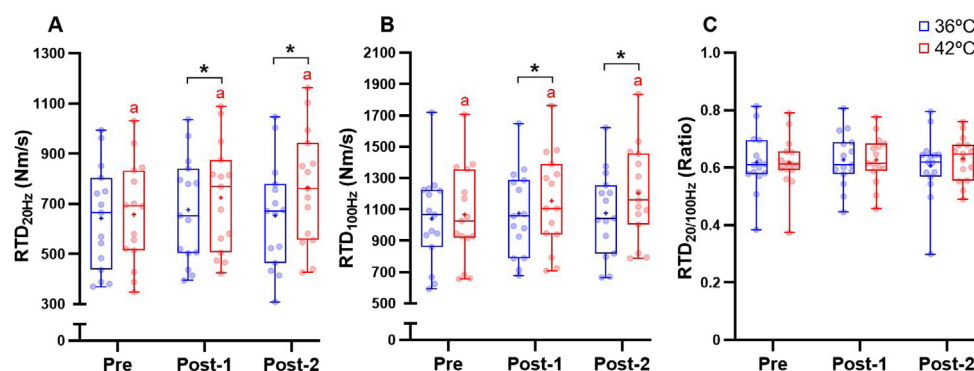 A
RTD20Hz (Nm/s)
1300
1100
900
700
500
300
0
*
*
a
a
a
Pre
Post-1
Post-2
B
RTD100Hz (Nm/s)
2100
1900
1700
1500
1300
1100
900
700
500
0
*
*
a
a
a
Pre
Post-1
Post-2
C
36ºC
42ºC
RTD20/100Hz (Ratio)
1.0
0.8
0.6
0.4
0.2
0
Pre
Post-1
Post-2